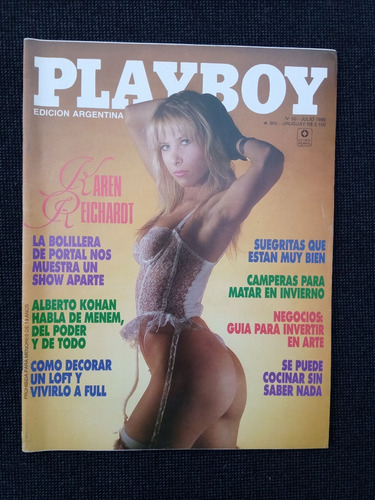 PLAYBOY
EDICION ARGENTINA
Karen
Reichardt
LA BOLILLERA
DE PORTAL NOS
MUESTRA UN
SHOW APARTE
ALBERTO KOHAN
HABLA DE MENEM,
DEL PODER
Y DE TODO
COMO DECORAR
UN LOFT Y
VIVIRLO A FULL
SUEGRITAS QUE
ESTAN MUY BIEN
CAMPERAS PARA
MATAR EN INVIERNO
NEGOCIOS:
GUIA PARA INVERTIR
EN ARTE
SE PUEDE
COCINAR SIN
SABER NADA